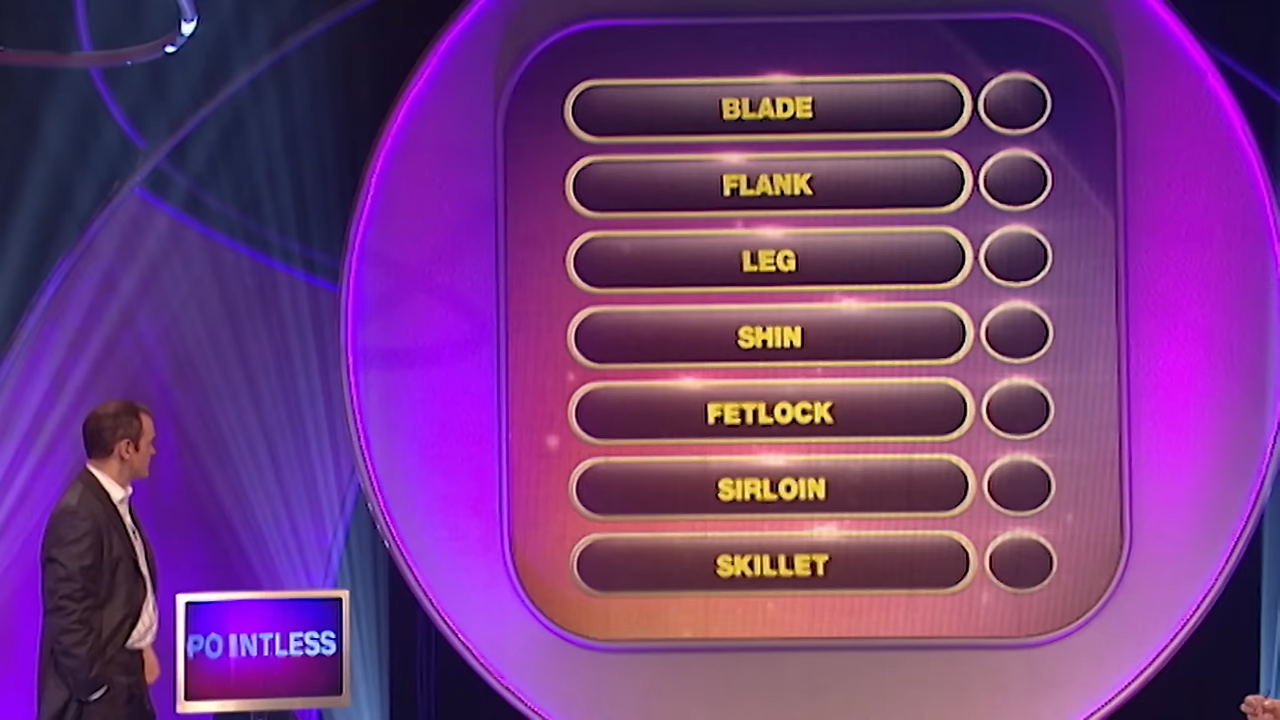 BLADE
FLANK
LEG
SHIN
FETLOCK
SIRLOIN
SKILLET
POINTLESS